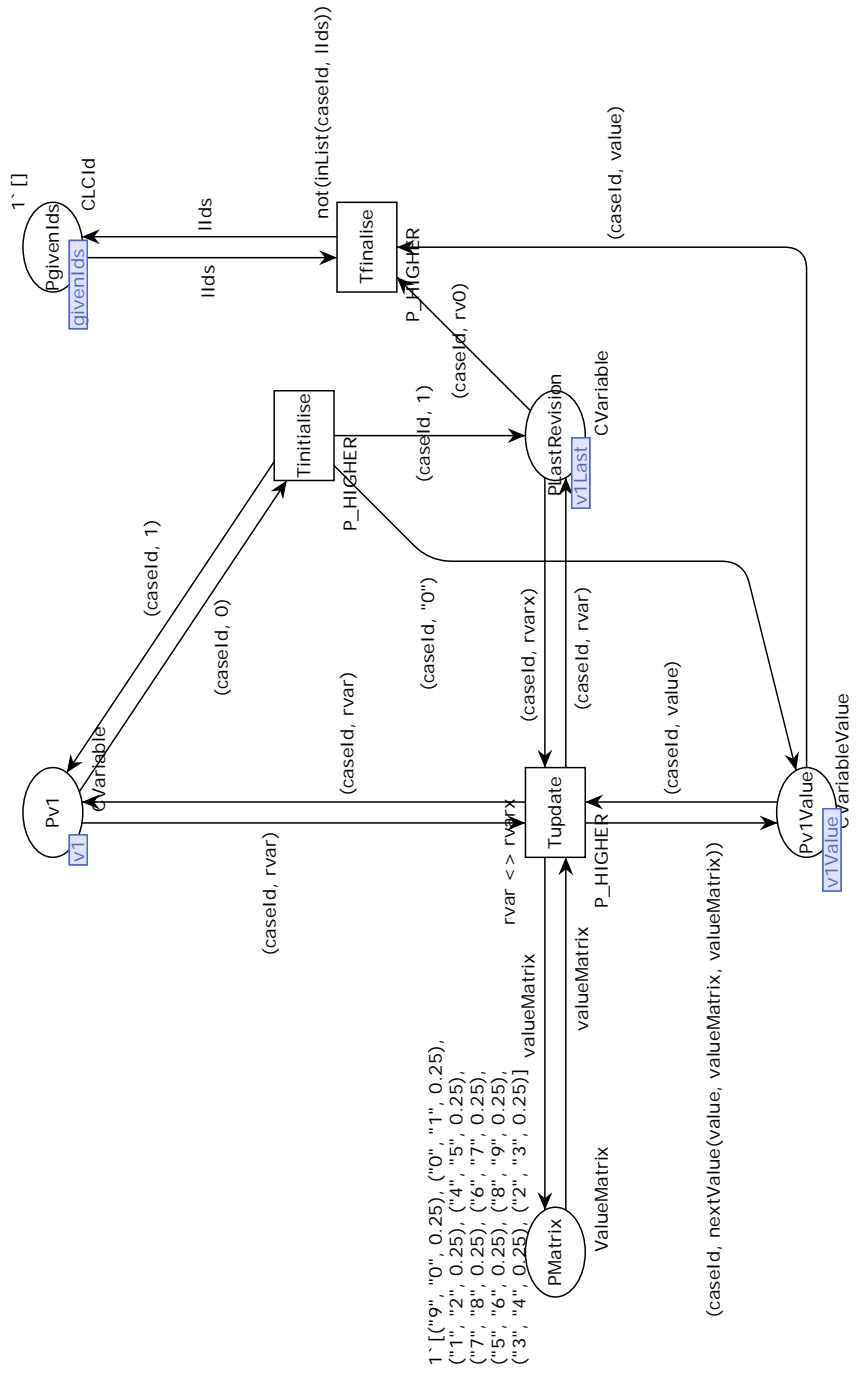 1`[]
Pv1
PgivenIds
v1
givenIds
CVariable
CLCId
(caseId, 1)
lIds
lIds
(caseId, 0)
(caseId, rvar)
Tinitialise
not(inList(caseId, lIds))
(caseId, rvar)
P_HIGHER
Tfinalise
P_HIGHER
(caseId, 1)
(caseId, "0")
(caseId, rv0)
1`[("9", "0", 0.25), ("0", "1", 0.25),
("1", "2", 0.25), ("4", "5", 0.25),
("7", "8", 0.25), ("6", "7", 0.25),
("5", "6", 0.25), ("8", "9", 0.25),
("3", "4", 0.25), ("2", "3", 0.25)]
rvar <> rvarx
valueMatrix
(caseId, rvarx)
PMatrix
Tupdate
PLastRevision
valueMatrix
(caseId, rvar)
v1Last
ValueMatrix
P_HIGHER
CVariable
(caseId, value)
(caseId, value)
(caseId, nextValue(value, valueMatrix, valueMatrix))
Pv1Value
v1Value
CVariableValue